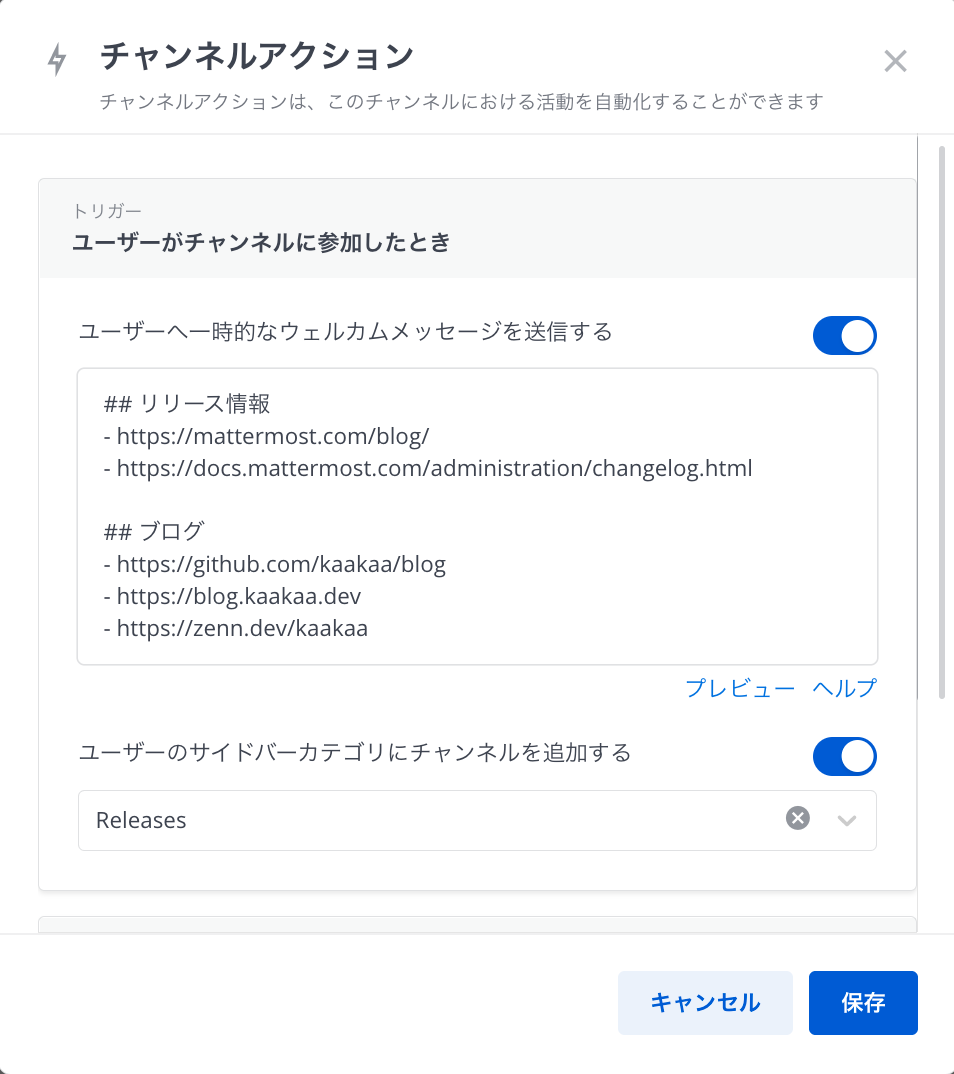 チャンネルアクション
チャンネルアクションは、このチャンネルにおける活動を自動化することができます
トリガー
ユーザーがチャンネルに参加したとき
ユーザーへ一時的なウェルカムメッセージを送信する
## リリース情報
- https://mattermost.com/blog/
- https://docs.mattermost.com/administration/changelog.html
## ブログ
- https://github.com/kaakaa/blog
- https://blog.kaakaa.dev
- https://zenn.dev/kaakaa
プレビュー ヘルプ
ユーザーのサイドバーカテゴリにチャンネルを追加する
Releases
キャンセル 保存